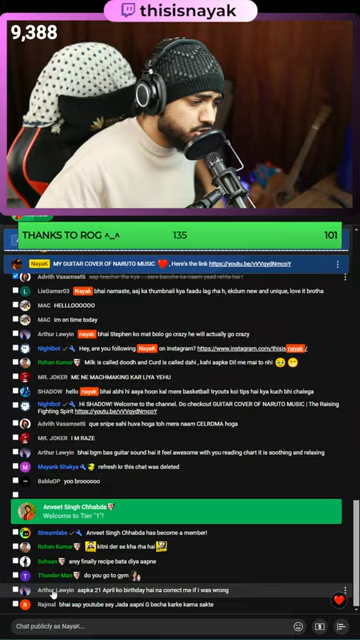 thisisnayak
9,388
THANKS TO ROG ^_^ 135 101
NayaK MY GUITAR COVER OF NARUTO MUSIC ❤️, Here's the link https://youtu.be/vVVqydNmcoY
Advith Vasamsetti
LieGamer03 NayaK bhai namaste, aaj ka thumbnail kya faadu lag rha h, ekdum new and unique, love it brotha
MAC HELLLOOOOOO
MAC im on time today
Arthur Lewyin NayaK bhai Stephen ko mat bolo go crazy he will actually go crazy
Nightbot Hey, are you following NayaK on Instagram? https://www.instagram.com/thisisnayak/
Rohan Kumar Milk is called doodh and Curd is called dahi , kahi aapke Dil me mai to nhi 🥺😳
MR. JOKER ME NE MACHMAKING KAR LIYA YEHU
SHADOW hello NayaK bhai abhi hi aaya hoon kal mere basketball tryouts koi tips hai kya kuch bhi chalega
Nightbot Hi SHADOW! Welcome to the channel. Do checkout GUITAR COVER OF NARUTO MUSIC | The Raising
Fighting Spirit https://youtu.be/vVVqydNmcoY
Advith Vasamsetti que snipe sahi huva hoga toh mera naam CELROMA hoga
MR. JOKER I M RAZE
Arthur Lewyin bhai bgm bas guitar sound hai it feel awesome with you reading chart it is soothing and relaxing
Mayank Shakya refresh kr this chat was deleted
BabluOP yoo broooooo
Anveet Singh Chhabda
Welcome to Tier "1"!
Streamlabs Anveet Singh Chhabda has become a member!
Rohan Kumar kitni der se kha rha hai
Suhaan arey finally recipe bata diya aapne
Thunder Man do you go to gym
Arthur Lewyin aapka 21 April ko birthday hai na correct me if I was wrong
Rajmal bhai aap youtube sey Jada aapni G becha karke kama sakte
Chat publicly as NayaK...